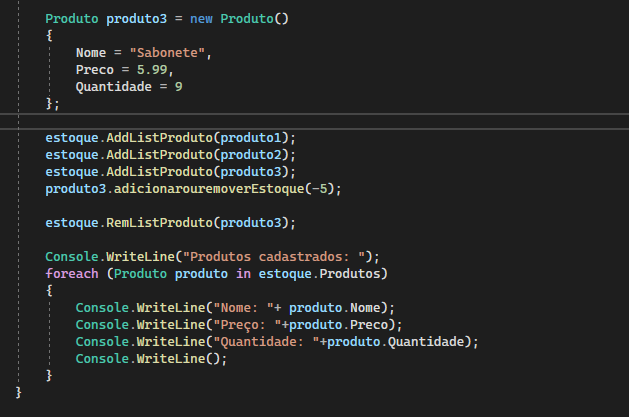 Produto produto3 = new Produto()
{
Nome = "Sabonete",
Preco = 5.99,
Quantidade = 9
};
estoque.AddListProduto(produto1);
estoque.AddListProduto(produto2);
estoque.AddListProduto(produto3);
produto3.adicionarouremoverEstoque(-5);
estoque.RemListProduto(produto3);
Console.WriteLine("Produtos cadastrados: ");
foreach (Produto produto in estoque.Produtos)
{
Console.WriteLine("Nome: "+ produto.Nome);
Console.WriteLine("Preço: "+produto.Preco);
Console.WriteLine("Quantidade: "+produto.Quantidade);
Console.WriteLine();
}
}